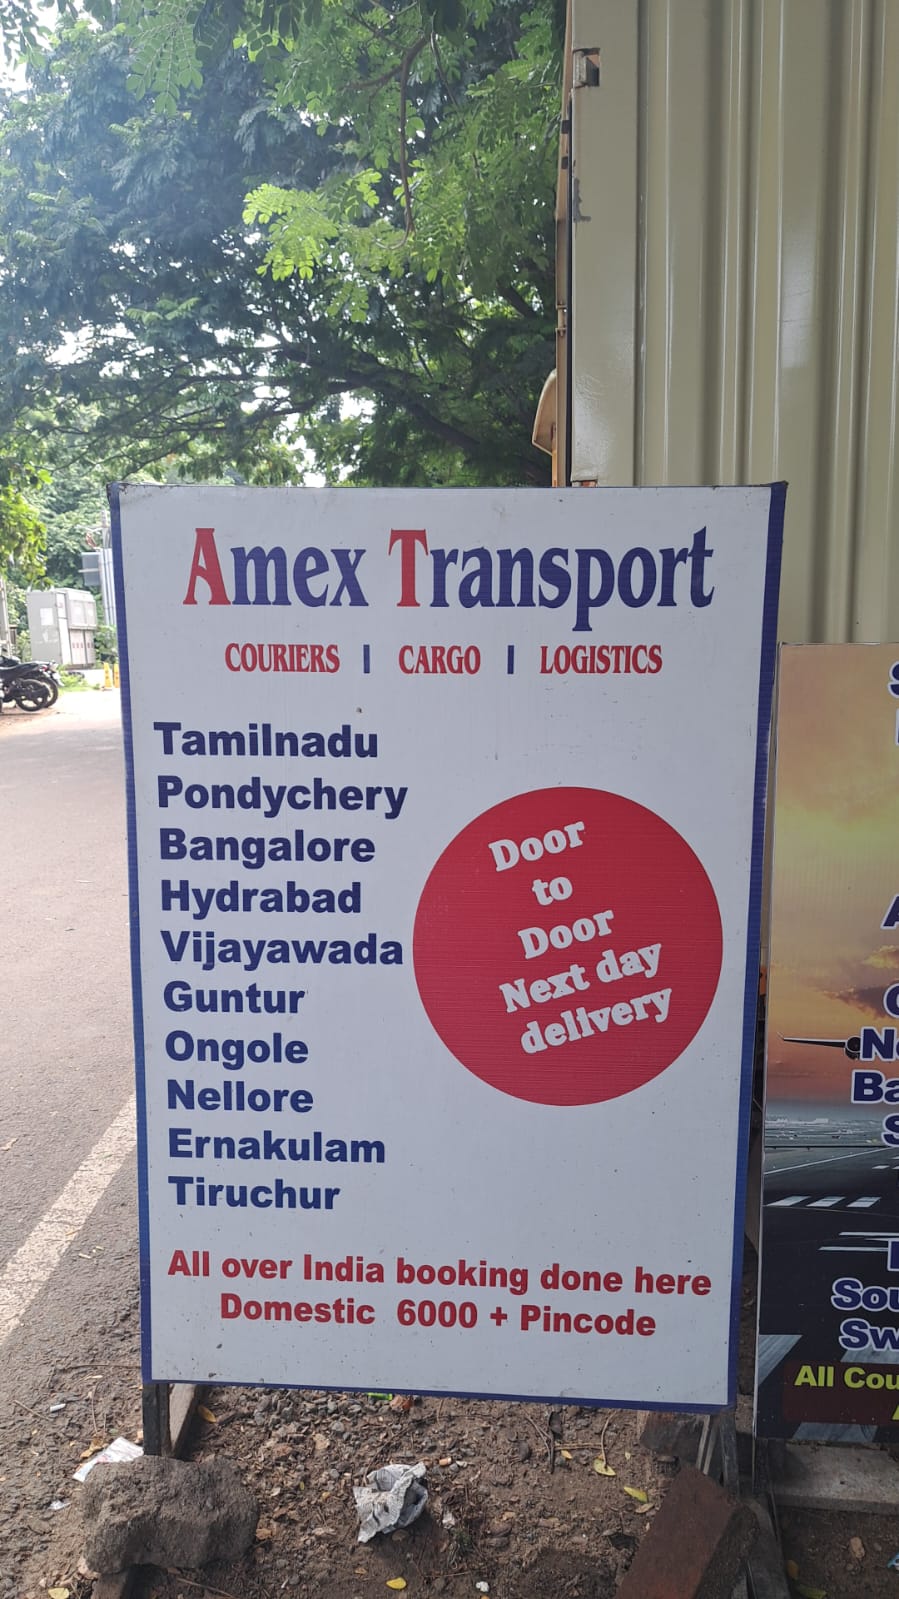 Amex Transport
COURIERS | CARGO | LOGISTICS
Tamilnadu
Pondychery
Bangalore
Hydrabad
Vijayawada
Guntur
Ongole
Nellore
Ernakulam
Tiruchur
Door
to
Door
Next day
delivery
All over India booking done here
Domestic 6000 + Pincode
All